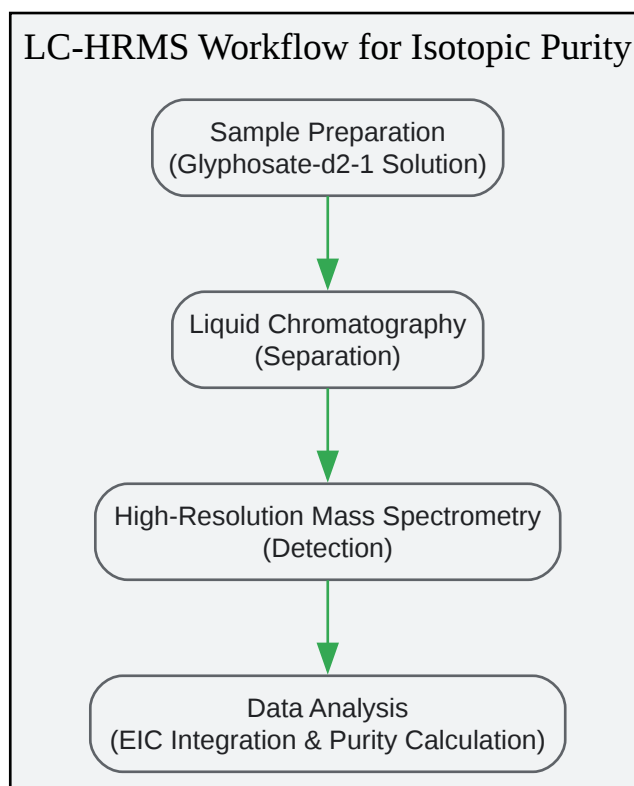 LC-HRMS Workflow for Isotopic Purity
Sample Preparation
(Glyphosate-d2-1 Solution)
Liquid Chromatography
(Separation)
High-Resolution Mass Spectrometry
(Detection)
Data Analysis
(EIC Integration & Purity Calculation)